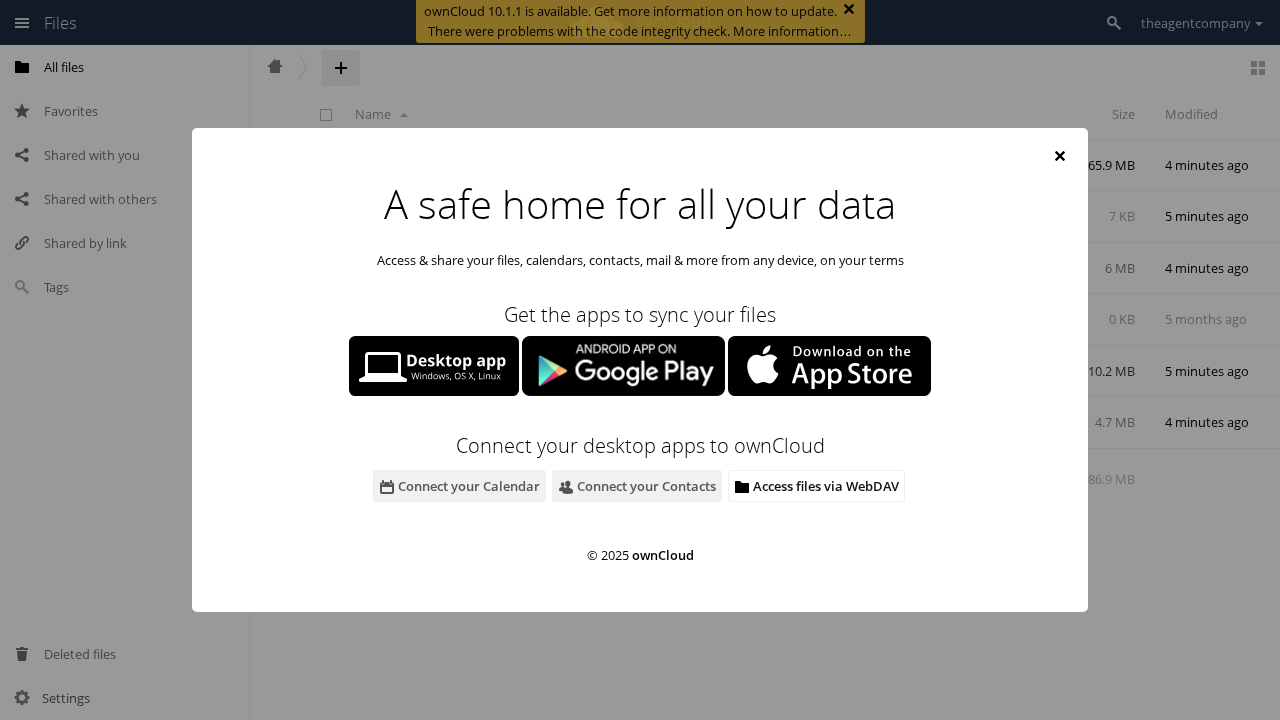 Files
ownCloud 10.1.1 is available. Get more information on how to update.
There were problems with the code integrity check. More information…
theagentcompany
All files
Favorites
Shared with you
Shared with others
Shared by link
Tags
Deleted files
Settings
Name
Size
Modified
65.9 MB
4 minutes ago
7 KB
5 minutes ago
6 MB
4 minutes ago
0 KB
5 months ago
10.2 MB
5 minutes ago
4.7 MB
4 minutes ago
86.9 MB
A safe home for all your data
Access & share your files, calendars, contacts, mail & more from any device, on your terms
Get the apps to sync your files
Desktop app
Windows, OS X, Linux
ANDROID APP ON
Google Play
Download on the
App Store
Connect your desktop apps to ownCloud
Connect your Calendar
Connect your Contacts
Access files via WebDAV
© 2025 ownCloud